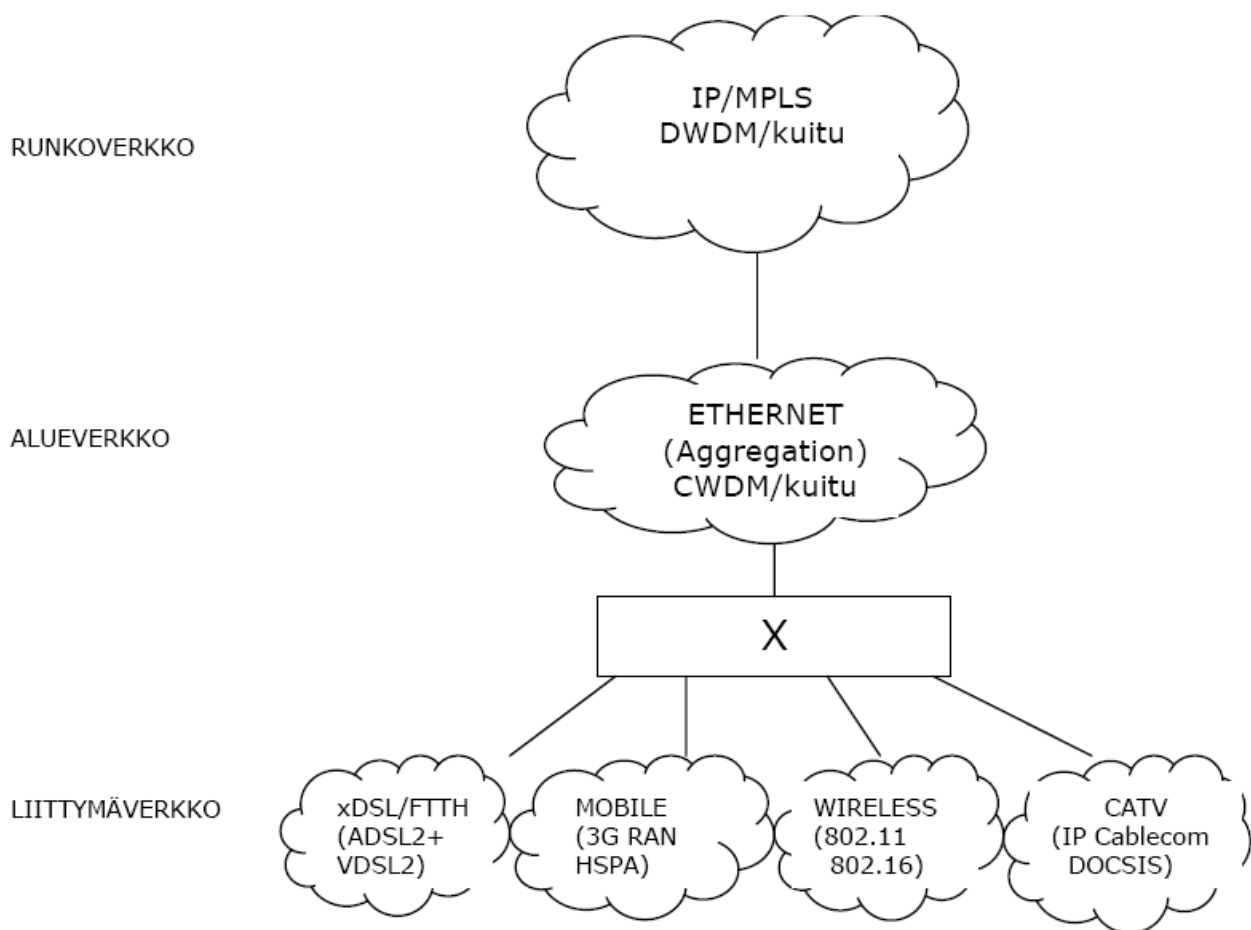 IP/MPLS
DWDM/kuitu
RUNKOVERKKO
ETHERNET
(Aggregation)
CWDM/kuitu
ALUEVERKKO
X
LIITTYMÄVERKKO
xDSL/FTTH
(ADSL2+
VDSL2)
MOBILE
(3G RAN
HSPA)
WIRELESS
(802.11
802.16)
CATV
(IP Cablecom
DOCSIS)